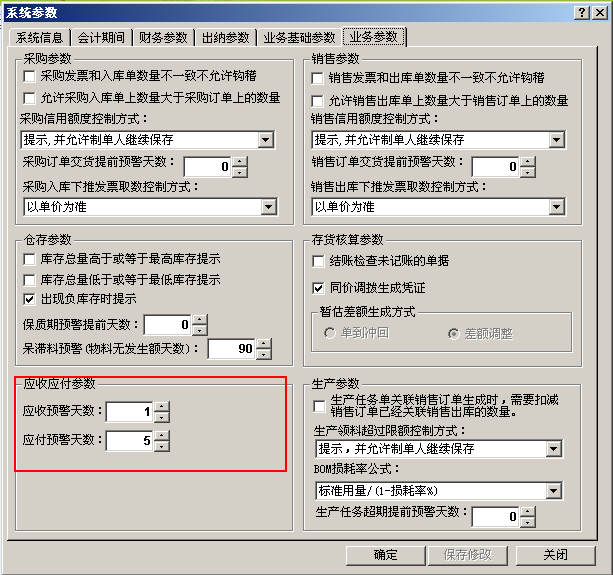 系统参数
系统信息 会计期间 财务参数 出纳参数 业务基础参数 业务参数
采购参数
采购发票和入库单数量不一致不允许钩稽
允许采购入库单上数量大于采购订单上的数量
采购信用额度控制方式：
提示,并允许制单人继续保存
采购订单交货提前预警天数： 0
采购入库下推发票取数控制方式：
以单价为准
销售参数
销售发票和出库单数量不一致不允许钩稽
允许销售出库单上数量大于销售订单上的数量
销售信用额度控制方式：
提示,并允许制单人继续保存
销售订单交货提前预警天数： 0
销售出库下推发票取数控制方式：
以单价为准
仓存参数
库存总量高于或等于最高库存提示
库存总量低于或等于最低库存提示
出现负库存时提示
保质期预警提前天数： 0
呆滞料预警(物料无发生额天数)： 90
存货核算参数
结账检查未记账的单据
同价调拨生成凭证
暂估差额生成方式
单到冲回 差额调整
应收应付参数
应收预警天数： 1
应付预警天数： 5
生产参数
生产任务单关联销售订单生成时，需要扣减
销售订单已经关联销售出库的数量。
生产领料超过限额控制方式：
提示，并允许制单人继续保存
BOM损耗率公式：
标准用量/(1-损耗率%)
生产任务超期提前预警天数： 0
确定 保存修改 关闭